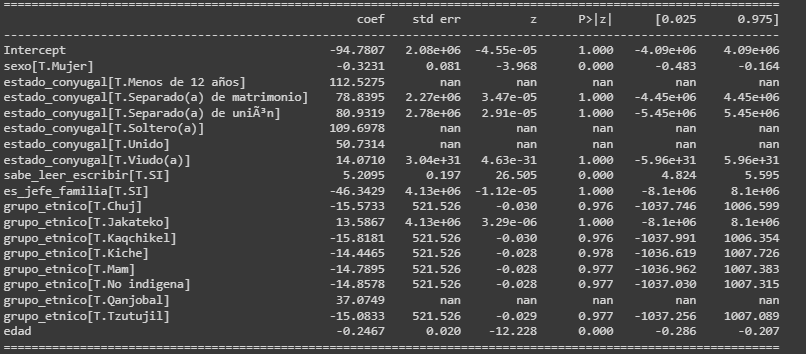 ==============================================================================
coef std err z P>|z| [0.025 0.975]
------------------------------------------------------------------------------
Intercept -94.7807 2.08e+06 -4.55e-05 1.000 -4.09e+06 4.09e+06
sexo[T.Mujer] -0.3231 0.081 -3.968 0.000 -0.483 -0.164
estado_conyugal[T.Menos de 12 años] 112.5275 nan nan nan nan nan
estado_conyugal[T.Separado(a) de matrimonio] 78.8395 2.27e+06 3.47e-05 1.000 -4.45e+06 4.45e+06
estado_conyugal[T.Separado(a) de uniÃ³n] 80.9319 2.78e+06 2.91e-05 1.000 -5.45e+06 5.45e+06
estado_conyugal[T.Soltero(a)] 109.6978 nan nan nan nan nan
estado_conyugal[T.Unido] 50.7314 nan nan nan nan nan
estado_conyugal[T.Viudo(a)] 14.0710 3.04e+31 4.63e-31 1.000 -5.96e+31 5.96e+31
sabe_leer_escribir[T.SI] 5.2095 0.197 26.505 0.000 4.824 5.595
es_jefe_familia[T.SI] -46.3429 4.13e+06 -1.12e-05 1.000 -8.1e+06 8.1e+06
grupo_etnico[T.Chuj] -15.5733 521.526 -0.030 0.976 -1037.746 1006.599
grupo_etnico[T.Jakateko] 13.5867 4.13e+06 3.29e-06 1.000 -8.1e+06 8.1e+06
grupo_etnico[T.Kaqchikel] -15.8181 521.526 -0.030 0.976 -1037.991 1006.354
grupo_etnico[T.Kiche] -14.4465 521.526 -0.028 0.978 -1036.619 1007.726
grupo_etnico[T.Mam] -14.7895 521.526 -0.028 0.977 -1036.962 1007.383
grupo_etnico[T.No indigena] -14.8578 521.526 -0.028 0.977 -1037.030 1007.315
grupo_etnico[T.Qanjobal] 37.0749 nan nan nan nan nan
grupo_etnico[T.Tzutujil] -15.0833 521.526 -0.029 0.977 -1037.256 1007.089
edad -0.2467 0.020 -12.228 0.000 -0.286 -0.207
==============================================================================